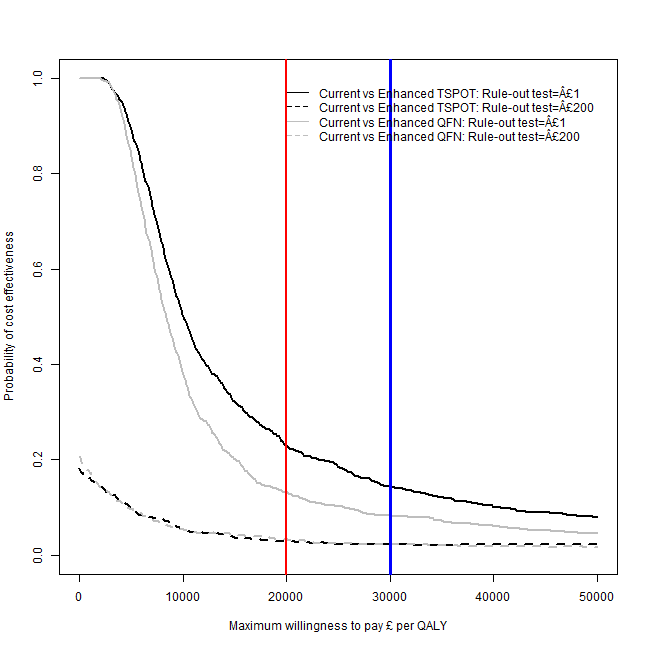 Current vs Enhanced TSPOT: Rule-out test=Â£1
Current vs Enhanced TSPOT: Rule-out test=Â£200
Current vs Enhanced QFN: Rule-out test=Â£1
Current vs Enhanced QFN: Rule-out test=Â£200
Probability of cost effectiveness
1.0
0.8
0.6
0.4
0.2
0.0
0 10000 20000 30000 40000 50000
Maximum willingness to pay £ per QALY